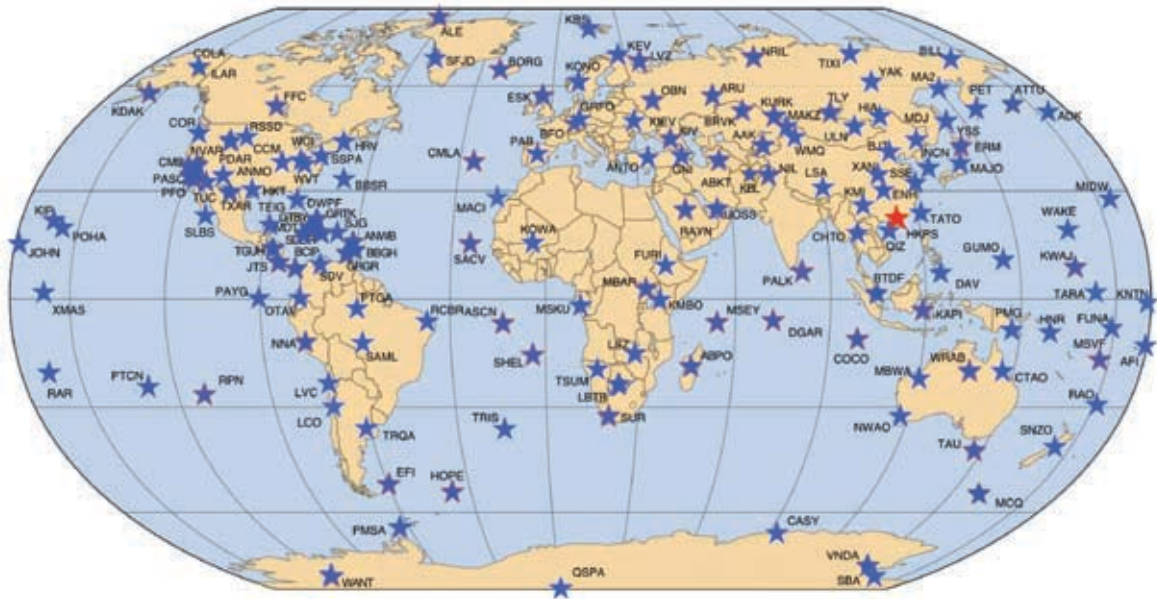 ALE
KBS
COLA
ILAR
SFJD
BORG
KEV
LVZ
NRIL
TIXI
BILL
KDAK
FFC
KONO
ESK
OBN
ARU
YAK
MA2
PET
ATTU
ADK
COR
RSSD
NVAR
PDAR
CCM
WCI
HRV
SSPA
GRFO
BFO
KIEV
BRVK
KURK
MAKZ
TLY
HIA
MDJ
YSS
ERM
CMB
PASC
PFO
ANMO
WVT
CMLA
PAB
ANTO
KIV
GNI
AAK
WMQ
ULN
BJT
XAN
SSE
INCN
MAJO
TUC
TXAR
HKT
BBSR
ABKT
KBL
NIL
LSA
KMI
ENH
MIDW
KIP
POHA
SLBS
TEIG
DWPF
GTBY
MDT
GRTK
SJG
MACI
KOWA
RAYN
UOSS
CHTO
QIZ
HKPS
TATO
WAKE
JOHN
TGUH
JTS
BCIP
SDV
ANWB
BBGH
GRGR
SACV
FURI
PALK
GUMO
KWAJ
XMAS
PAYG
OTAV
PTGA
RCBR
ASCN
MSKU
MBAR
KMBO
MSEY
DGAR
BTDF
DAV
KAPI
PMG
HNR
TARA
KNTN
FUNA
RAR
PTCN
RPN
NNA
SAML
SHEL
LSZ
ABPO
COCO
WRAB
MBWA
CTAO
MSVF
AFI
LVC
LCO
TRQA
TRIS
TSUM
LBTB
SUR
NWAO
TAU
RAO
SNZO
EFI
HOPE
MCQ
PMSA
CASY
VNDA
SBA
WANT
QSPA